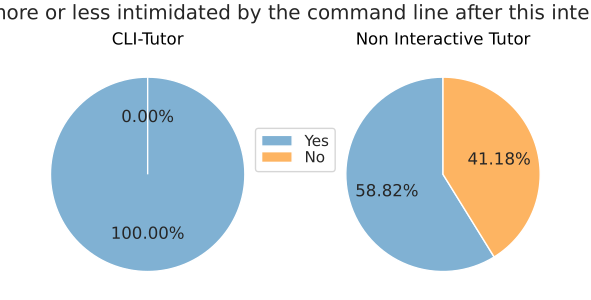 more or less intimidated by the command line after this inte
CLI-Tutor
Non Interactive Tutor
0.00%
100.00%
Yes
No
41.18%
58.82%